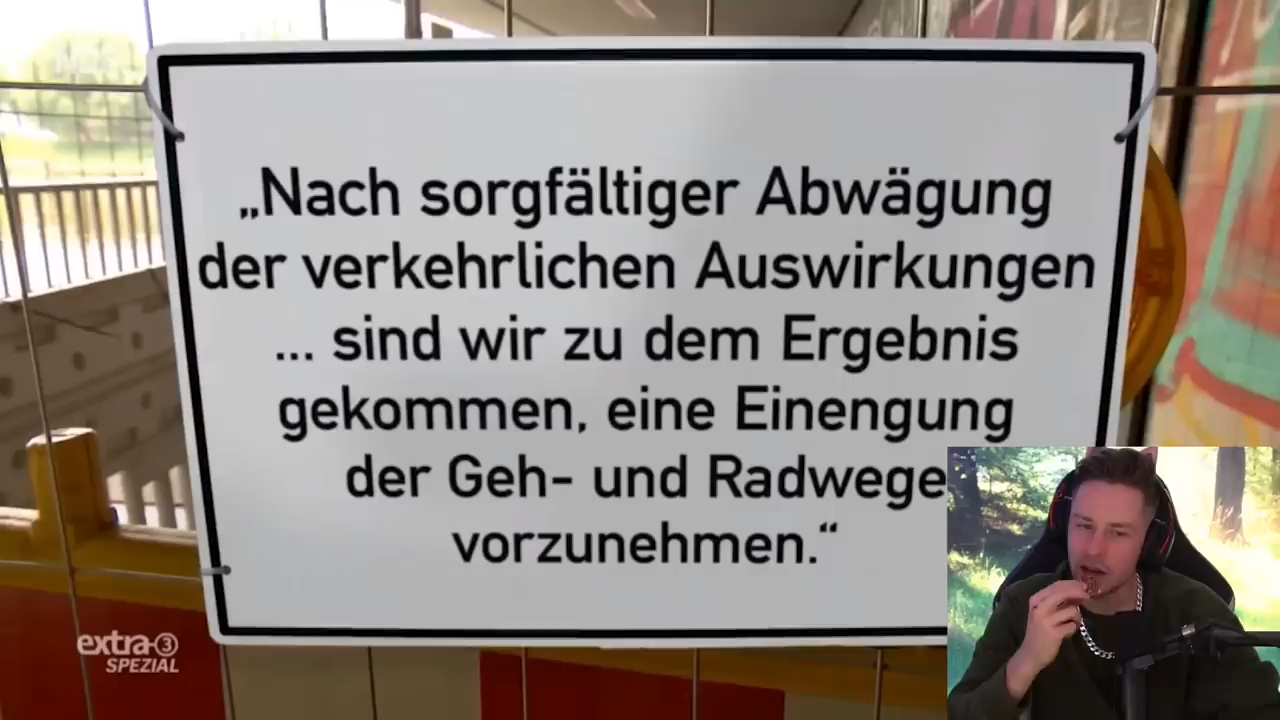 „Nach sorgfältiger Abwägung
der verkehrlichen Auswirkungen
... sind wir zu dem Ergebnis
gekommen, eine Einengung
der Geh- und Radwege
vorzunehmen.“
extra 3
SPEZIAL